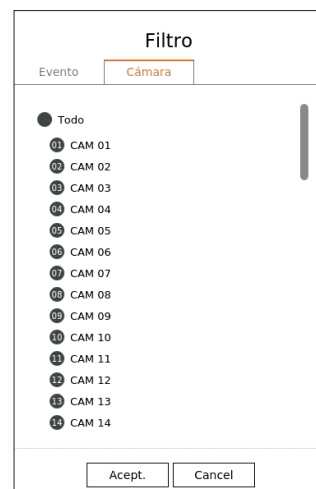 Filtro
Evento Cámara
Todo
01 CAM 01
02 CAM 02
03 CAM 03
04 CAM 04
05 CAM 05
06 CAM 06
07 CAM 07
08 CAM 08
09 CAM 09
10 CAM 10
11 CAM 11
12 CAM 12
13 CAM 13
14 CAM 14
Acept. Cancel